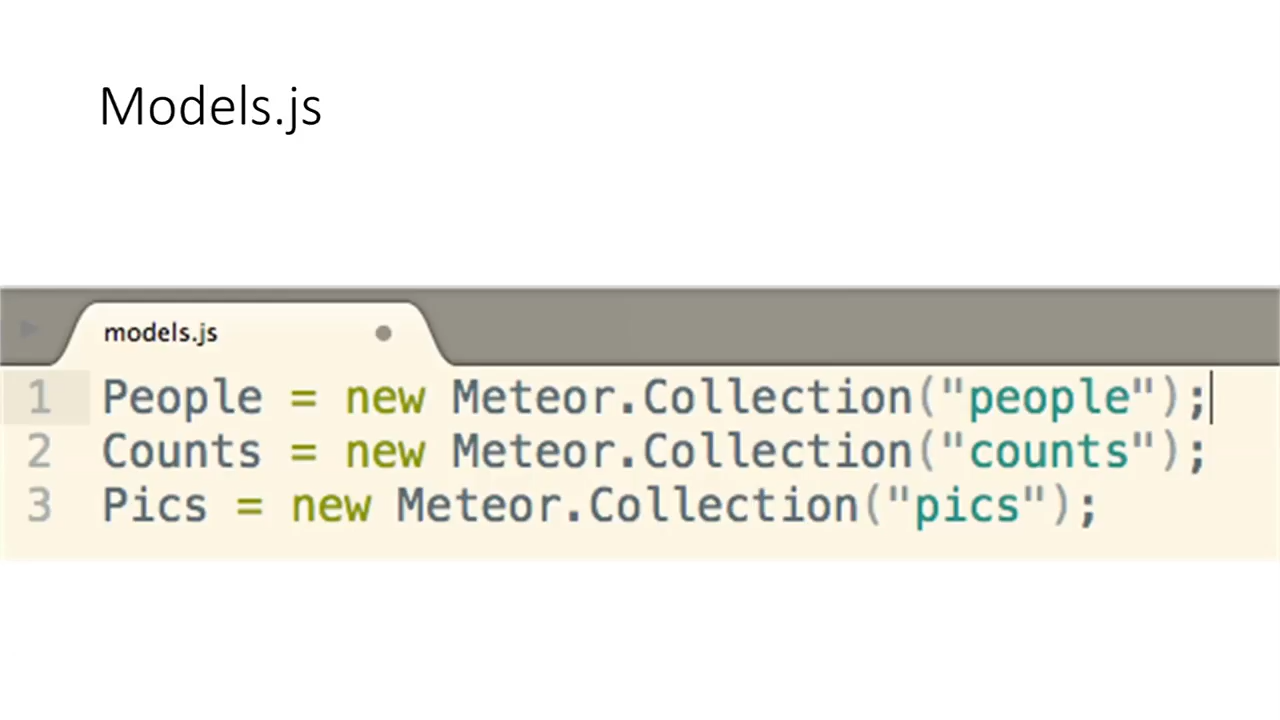 Models.js
models.js
1 People = new Meteor.Collection("people");
2 Counts = new Meteor.Collection("counts");
3 Pics = new Meteor.Collection("pics");